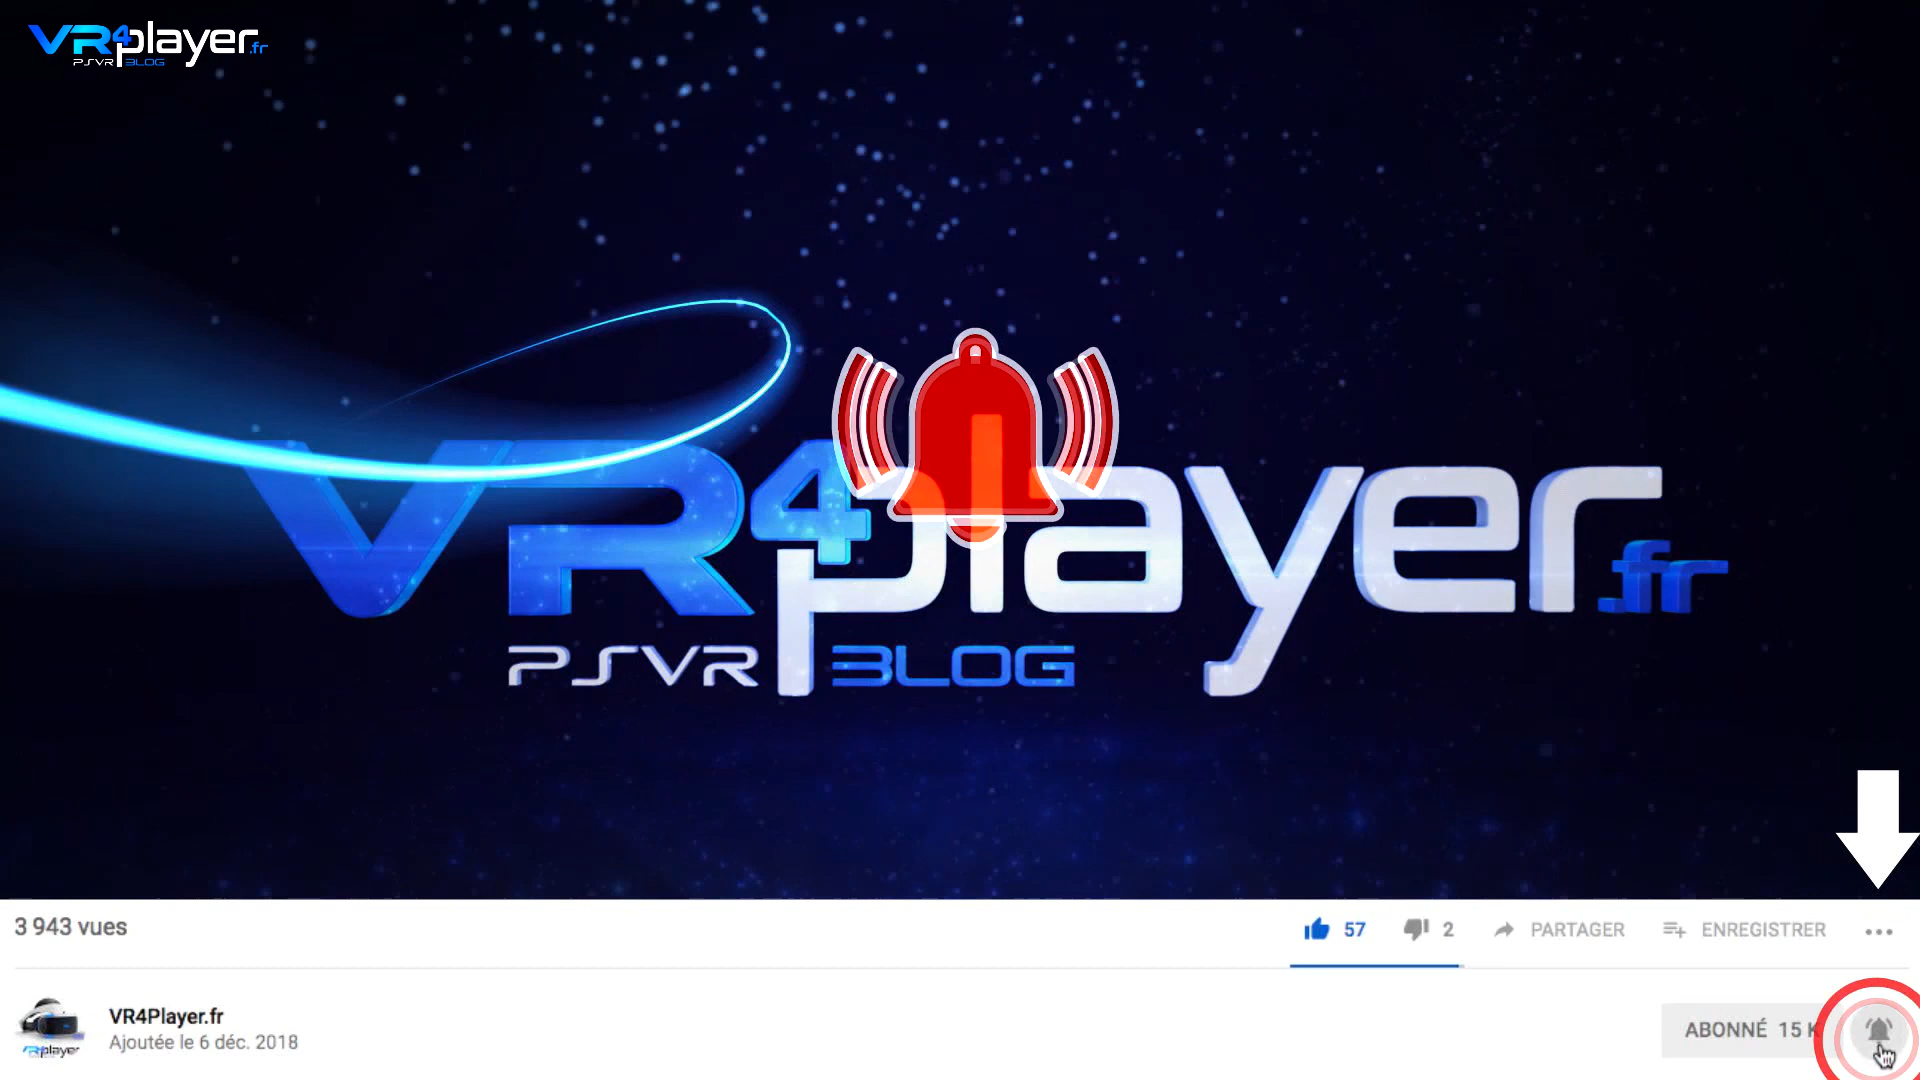 VR4player.fr
PSVR BLOG
VR4player.fr
PSVR BLOG
3 943 vues
57
2
PARTAGER
ENREGISTRER
VR4Player.fr
Ajoutée le 6 déc. 2018
ABONNÉ 15 K
VR4player